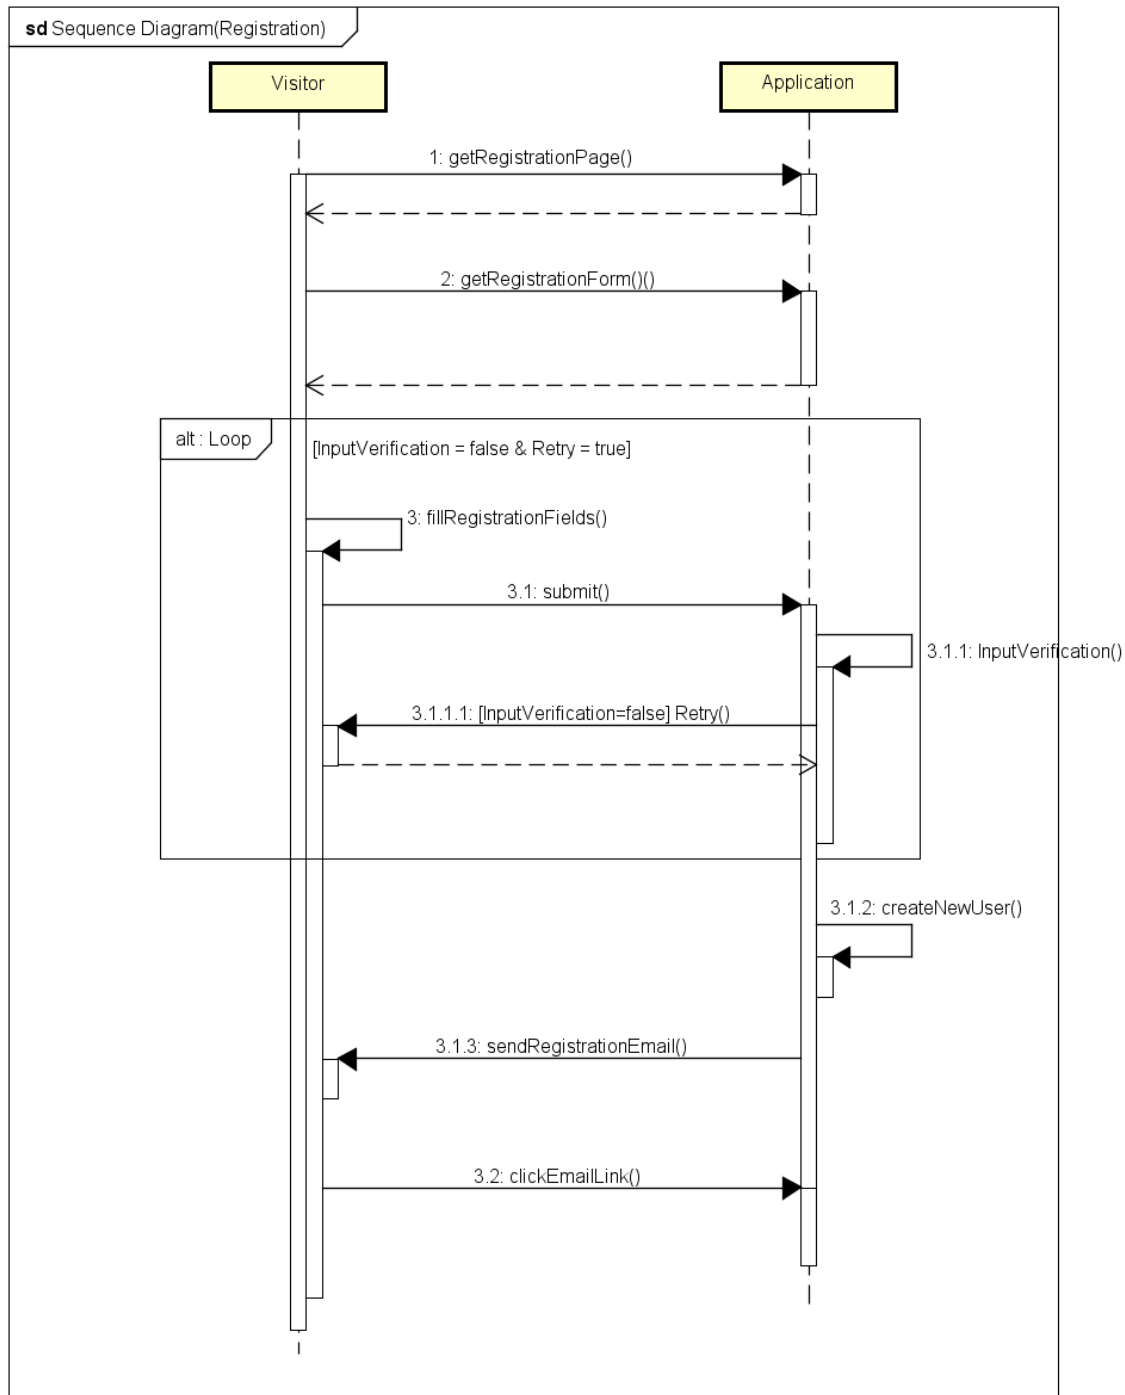 sd Sequence Diagram(Registration)
Visitor
Application
1: getRegistrationPage()
2: getRegistrationForm()()
alt : Loop
[InputVerification = false & Retry = true]
3: fillRegistrationFields()
3.1: submit()
3.1.1: InputVerification()
3.1.1.1: [InputVerification=false] Retry()
3.1.2: createNewUser()
3.1.3: sendRegistrationEmail()
3.2: clickEmailLink()